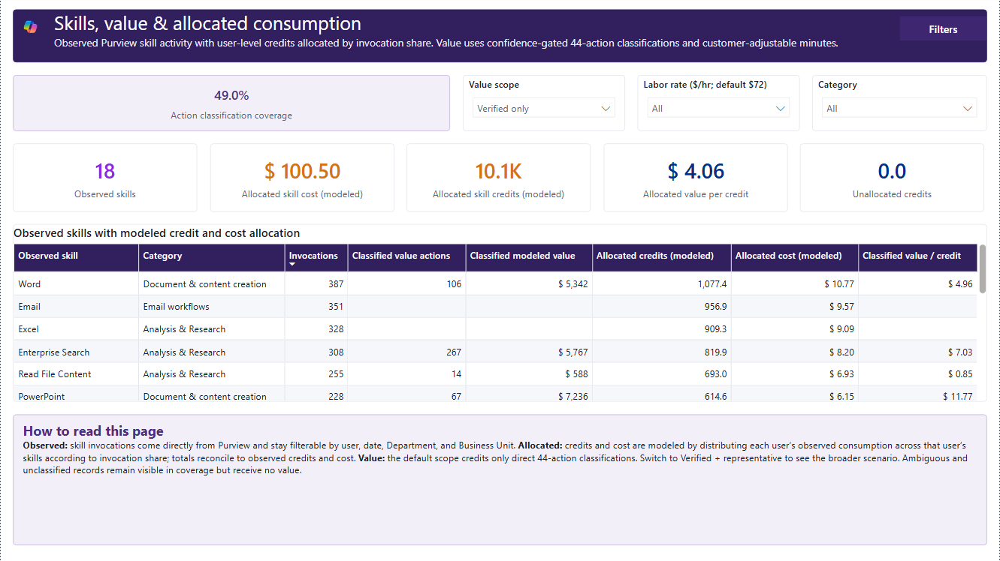 Skills, value & allocated consumption
Observed Purview skill activity with user-level credits allocated by invocation share. Value uses confidence-gated 44-action classifications and customer-adjustable minutes.
Filters
49.0%
Action classification coverage
Value scope
Verified only
Labor rate ($/hr; default $72)
All
Category
All
18
Observed skills
$ 100.50
Allocated skill cost (modeled)
10.1K
Allocated skill credits (modeled)
$ 4.06
Allocated value per credit
0.0
Unallocated credits
Observed skills with modeled credit and cost allocation
Observed skill Category Invocations Classified value actions Classified modeled value Allocated credits (modeled) Allocated cost (modeled) Classified value / credit
Word Document & content creation 387 106 $ 5,342 1,077.4 $ 10.77 $ 4.96
Email Email workflows 351 956.9 $ 9.57
Excel Analysis & Research 328 909.3 $ 9.09
Enterprise Search Analysis & Research 308 267 $ 5,767 819.9 $ 8.20 $ 7.03
Read File Content Analysis & Research 255 14 $ 588 693.0 $ 6.93 $ 0.85
PowerPoint Document & content creation 228 67 $ 7,236 614.6 $ 6.15 $ 11.77
How to read this page
Observed: skill invocations come directly from Purview and stay filterable by user, date, Department, and Business Unit. Allocated: credits and cost are modeled by distributing each user's observed consumption across that user's
skills according to invocation share; totals reconcile to observed credits and cost. Value: the default scope credits only direct 44-action classifications. Switch to Verified + representative to see the broader scenario. Ambiguous and
unclassified records remain visible in coverage but receive no value.